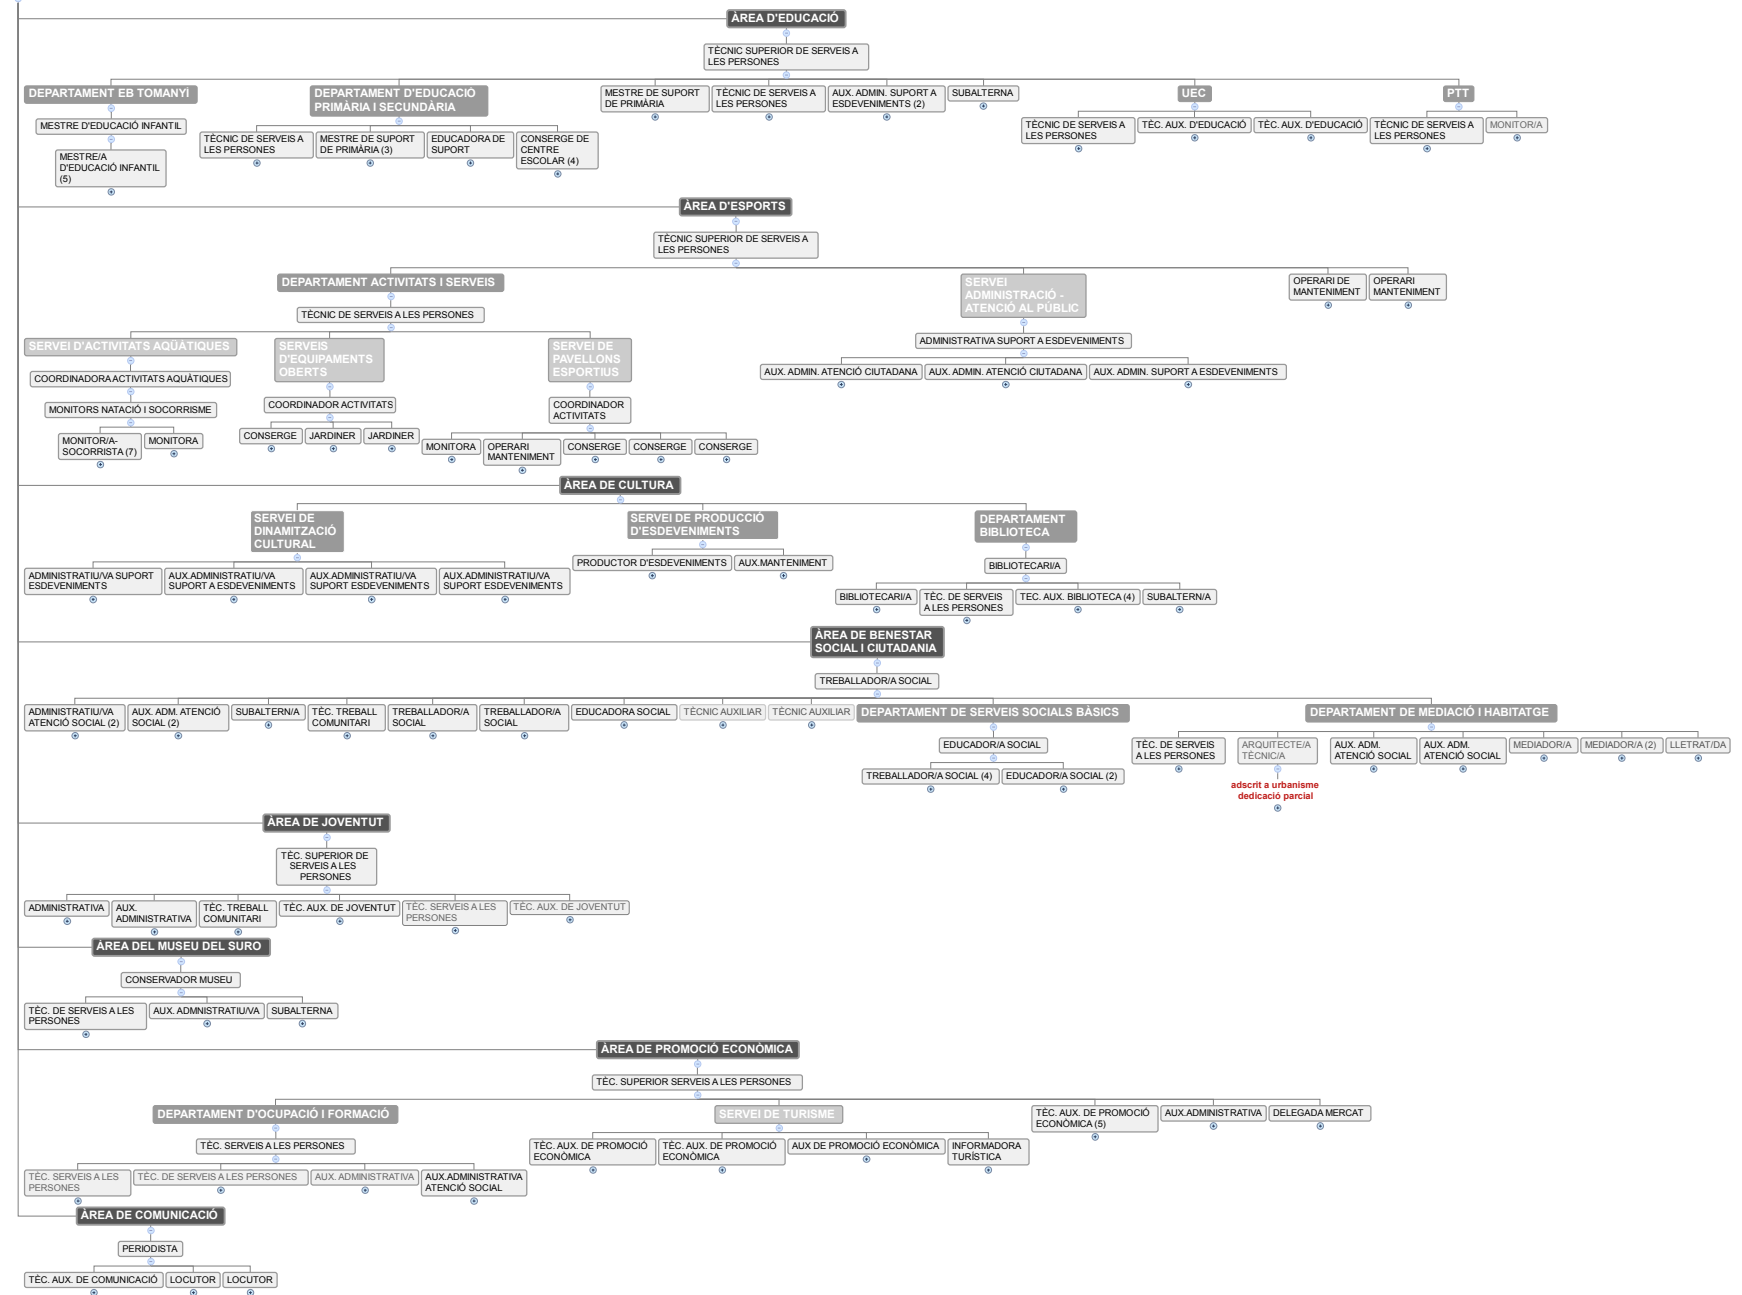 ÀREA D'EDUCACIÓ
TÈCNIC SUPERIOR DE SERVEIS A
LES PERSONES
DEPARTAMENT EB TOMANYÍ
MESTRE D'EDUCACIÓ INFANTIL
MESTRE/A
D'EDUCACIÓ INFANTIL
(5)
DEPARTAMENT D'EDUCACIÓ
PRIMÀRIA I SECUNDÀRIA
TÈCNIC DE SERVEIS A
LES PERSONES
MESTRE DE SUPORT
DE PRIMÀRIA (3)
EDUCADORA DE
SUPORT
CONSERGE DE
CENTRE
ESCOLAR (4)
MESTRE DE SUPORT
DE PRIMÀRIA
TÈCNIC DE SERVEIS A
LES PERSONES
AUX. ADMIN. SUPORT A
ESDEVENIMENTS (2)
SUBALTERNA
UEC
TÈCNIC DE SERVEIS A
LES PERSONES
TÈC. AUX. D'EDUCACIÓ
TÈC. AUX. D'EDUCACIÓ
PTT
TÈCNIC DE SERVEIS A
LES PERSONES
MONITOR/A
ÀREA D'ESPORTS
TÈCNIC SUPERIOR DE SERVEIS A
LES PERSONES
DEPARTAMENT ACTIVITATS I SERVEIS
TÈCNIC DE SERVEIS A LES PERSONES
SERVEI D'ACTIVITATS AQÜÀTIQUES
COORDINADORA ACTIVITATS AQUÀTIQUES
MONITORS NATACIÓ I SOCORRISME
MONITOR/A-
SOCORRISTA (7)
MONITORA
SERVEIS
D'EQUIPAMENTS
OBERTS
COORDINADOR ACTIVITATS
CONSERGE
JARDINER
JARDINER
SERVEI DE
PAVELLONS
ESPORTIUS
COORDINADOR
ACTIVITATS
MONITORA
OPERARI
MANTENIMENT
CONSERGE
CONSERGE
CONSERGE
SERVEI
ADMINISTRACIÓ -
ATENCIÓ AL PÚBLIC
ADMINISTRATIVA SUPORT A ESDEVENIMENTS
AUX. ADMIN. ATENCIÓ CIUTADANA
AUX. ADMIN. ATENCIÓ CIUTADANA
AUX. ADMIN. SUPORT A ESDEVENIMENTS
OPERARI DE
MANTENIMENT
OPERARI
MANTENIMENT
ÀREA DE CULTURA
SERVEI DE
DINAMITZACIÓ
CULTURAL
ADMINISTRATIU/VA SUPORT
ESDEVENIMENTS
AUX.ADMINISTRATIU/VA
SUPORT A ESDEVENIMENTS
AUX.ADMINISTRATIU/VA
SUPORT ESDEVENIMENTS
AUX.ADMINISTRATIU/VA
SUPORT ESDEVENIMENTS
SERVEI DE PRODUCCIÓ
D'ESDEVENIMENTS
PRODUCTOR D'ESDEVENIMENTS
AUX.MANTENIMENT
DEPARTAMENT
BIBLIOTECA
BIBLIOTECARI/A
BIBLIOTECARI/A
TÈC. DE SERVEIS
A LES PERSONES
TEC. AUX. BIBLIOTECA (4)
SUBALTERN/A
ÀREA DE BENESTAR
SOCIAL I CIUTADANIA
TREBALLADOR/A SOCIAL
ADMINISTRATIU/VA
ATENCIÓ SOCIAL (2)
AUX. ADM. ATENCIÓ
SOCIAL (2)
SUBALTERN/A
TÈC. TREBALL
COMUNITARI
TREBALLADOR/A
SOCIAL
TREBALLADOR/A
SOCIAL
EDUCADORA SOCIAL
TÈCNIC AUXILIAR
TÈCNIC AUXILIAR
DEPARTAMENT DE SERVEIS SOCIALS BÀSICS
EDUCADOR/A SOCIAL
TREBALLADOR/A SOCIAL (4)
EDUCADOR/A SOCIAL (2)
DEPARTAMENT DE MEDIACIÓ I HABITATGE
TÈC. DE SERVEIS
A LES PERSONES
ARQUITECTE/A
TÈCNIC/A
adscrit a urbanisme
dedicació parcial
AUX. ADM.
ATENCIÓ SOCIAL
AUX. ADM.
ATENCIÓ SOCIAL
MEDIADOR/A
MEDIADOR/A (2)
LLETRAT/DA
ÀREA DE JOVENTUT
TÈC. SUPERIOR DE
SERVEIS A LES
PERSONES
ADMINISTRATIVA
AUX.
ADMINISTRATIVA
TÈC. TREBALL
COMUNITARI
TÈC. AUX. DE JOVENTUT
TÈC. SERVEIS A LES
PERSONES
TÈC. AUX. DE JOVENTUT
ÀREA DEL MUSEU DEL SURO
CONSERVADOR MUSEU
TÈC. DE SERVEIS A LES
PERSONES
AUX. ADMNISTRATIU/VA
SUBALTERNA
ÀREA DE PROMOCIÓ ECONÒMICA
TÈC. SUPERIOR SERVEIS A LES PERSONES
DEPARTAMENT D'OCUPACIÓ I FORMACIÓ
TÈC. SERVEIS A LES PERSONES
TÈC. SERVEIS A LES
PERSONES
TÈC. DE SERVEIS A LES PERSONES
AUX. ADMINISTRATIVA
AUX.ADMINISTRATIVA
ATENCIÓ SOCIAL
SERVEI DE TURISME
TÈC. AUX. DE PROMOCIÓ
ECONÒMICA
TÈC. AUX. DE PROMOCIÓ
ECONÒMICA
AUX DE PROMOCIÓ ECONÒMICA
INFORMADORA
TURÍSTICA
TÈC. AUX. DE PROMOCIÓ
ECONÒMICA (5)
AUX.ADMINISTRATIVA
DELEGADA MERCAT
ÀREA DE COMUNICACIÓ
PERIODISTA
TÈC. AUX. DE COMUNICACIÓ
LOCUTOR
LOCUTOR